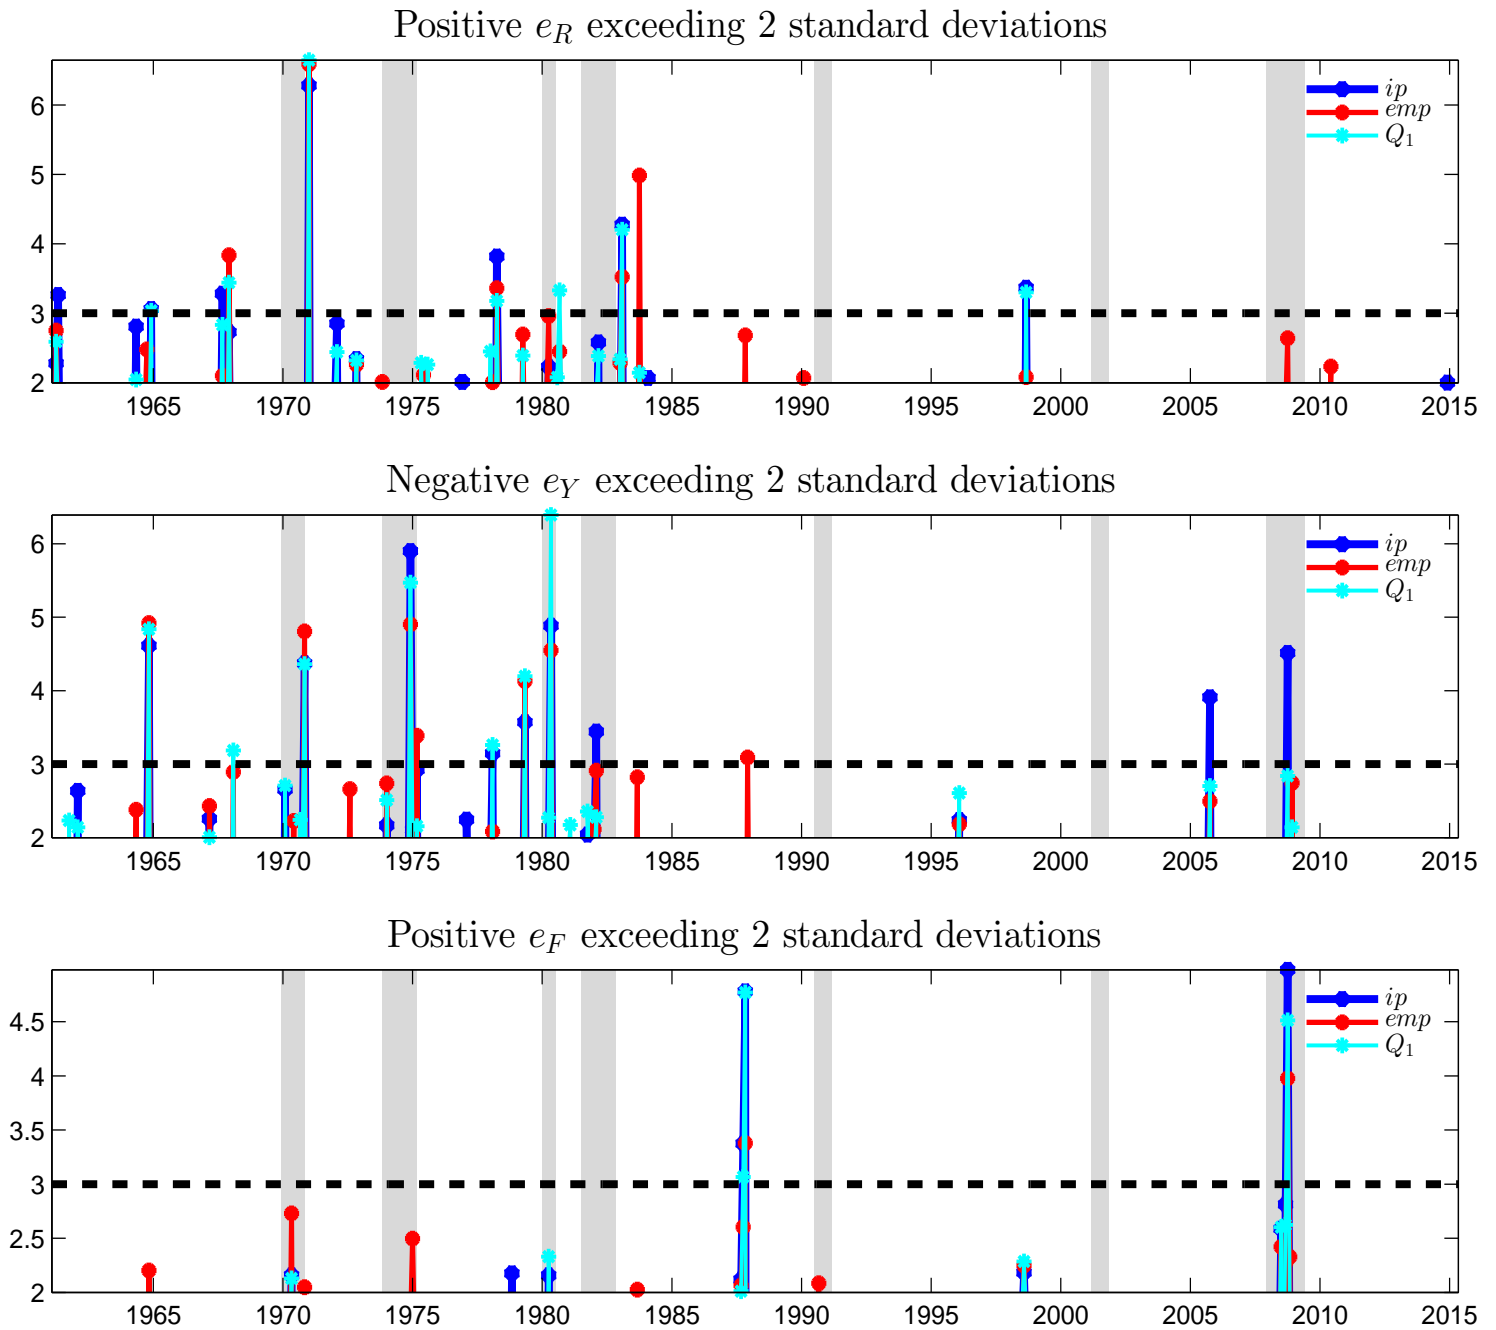 Positive e_R exceeding 2 standard deviations
6
5
4
3
2
ip
emp
Q_1
1965 1970 1975 1980 1985 1990 1995 2000 2005 2010 2015
Negative e_Y exceeding 2 standard deviations
6
5
4
3
2
ip
emp
Q_1
1965 1970 1975 1980 1985 1990 1995 2000 2005 2010 2015
Positive e_F exceeding 2 standard deviations
4.5
4
3.5
3
2.5
2
ip
emp
Q_1
1965 1970 1975 1980 1985 1990 1995 2000 2005 2010 2015